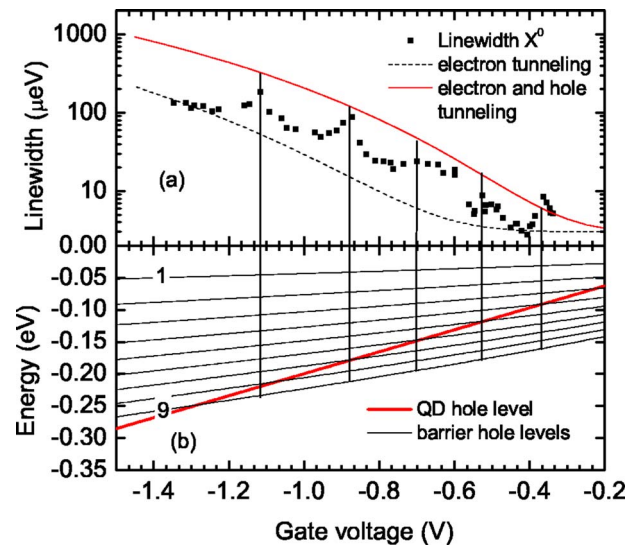 1000
100
10
0.00
Linewidth (μeV)
Linewidth X⁰
electron tunneling
electron and hole
tunneling
(a)
-0.05
-0.10
-0.15
-0.20
-0.25
-0.30
-0.35
Energy (eV)
1
9
(b)
QD hole level
barrier hole levels
-1.4 -1.2 -1.0 -0.8 -0.6 -0.4 -0.2
Gate voltage (V)